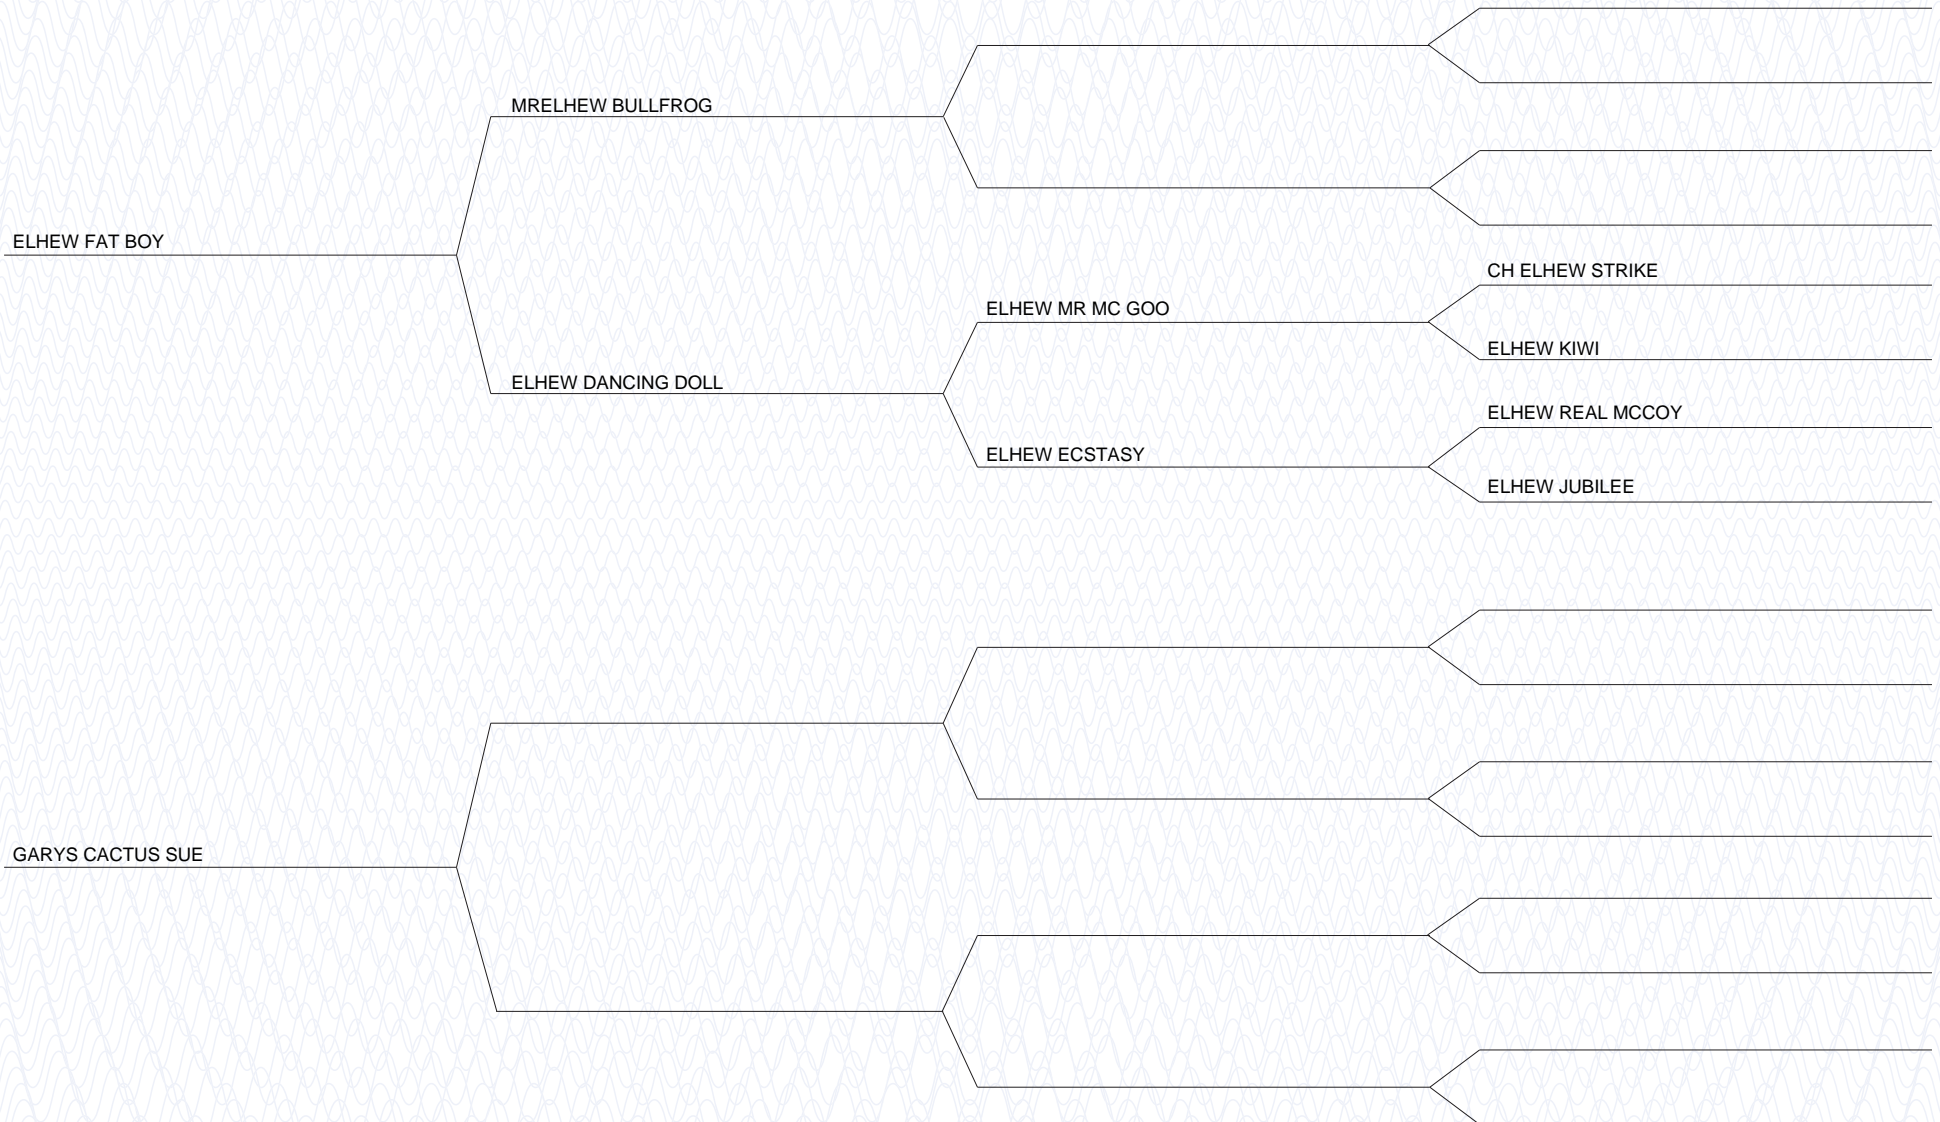 MRELHEW BULLFROG
ELHEW FAT BOY
CH ELHEW STRIKE
ELHEW MR MC GOO
ELHEW KIWI
ELHEW DANCING DOLL
ELHEW REAL MCCOY
ELHEW ECSTASY
ELHEW JUBILEE
GARYS CACTUS SUE